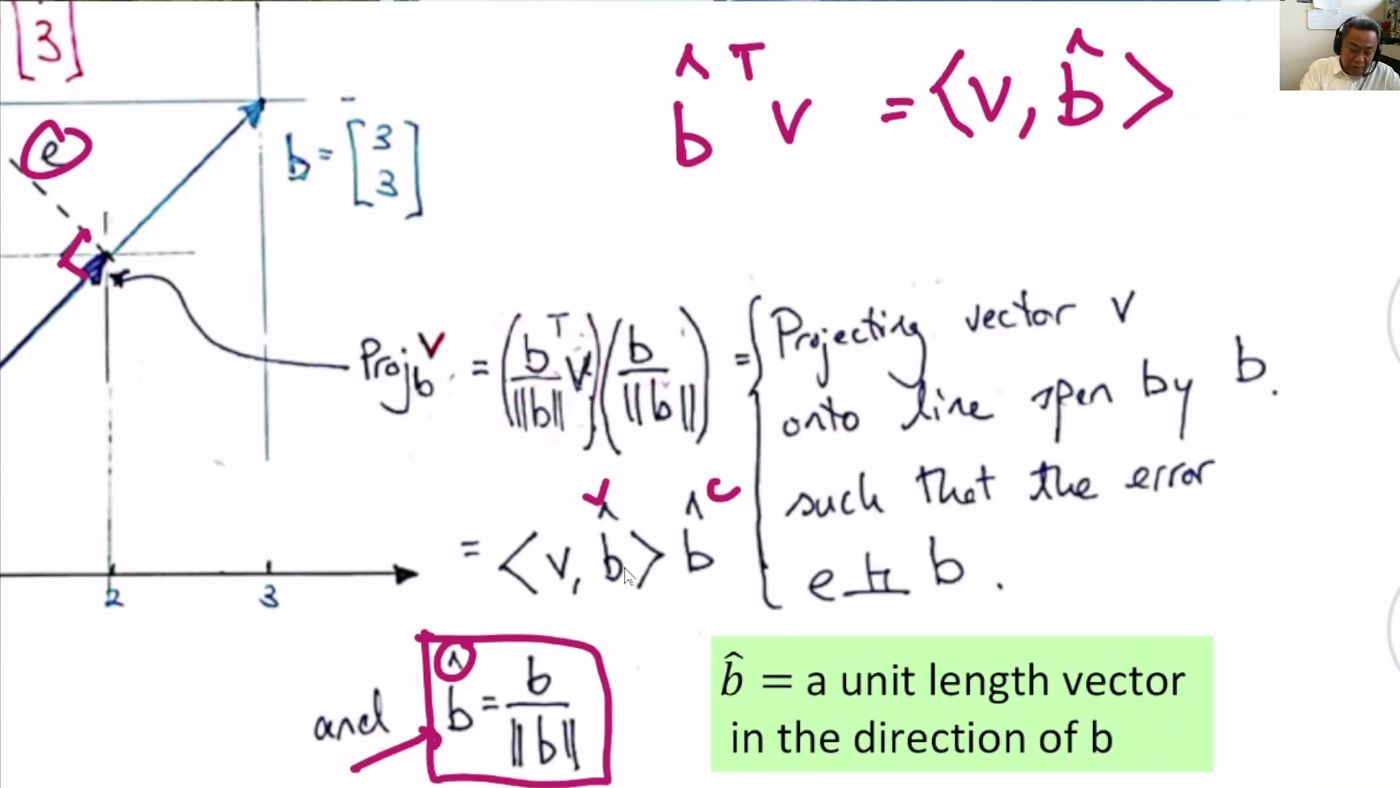 [3]
b̂ᵀ v = ⟨v, b̂⟩
e
b = [3 3]
Proj_b v = (bᵀ/‖b‖ v)(b/‖b‖) = { Projecting vector v
onto line span by b.
such that the error
e ⊥ b.
= ⟨v, b̂⟩ b̂
2 3
and b̂ = b/‖b‖
b̂ = a unit length vector
in the direction of b